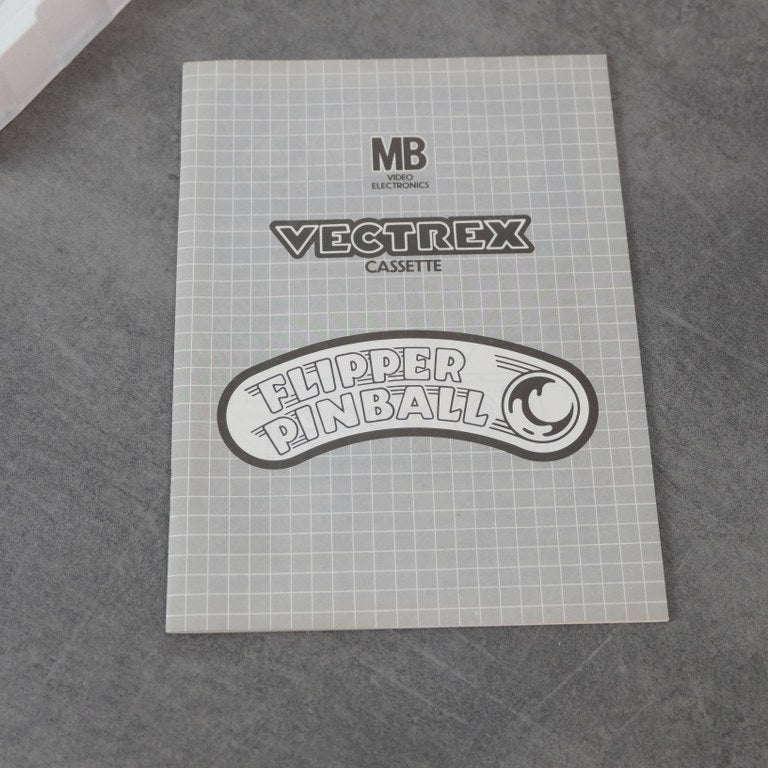 MB
VIDEO
ELECTRONICS
VECTREX
CASSETTE
FLIPPER
PINBALL